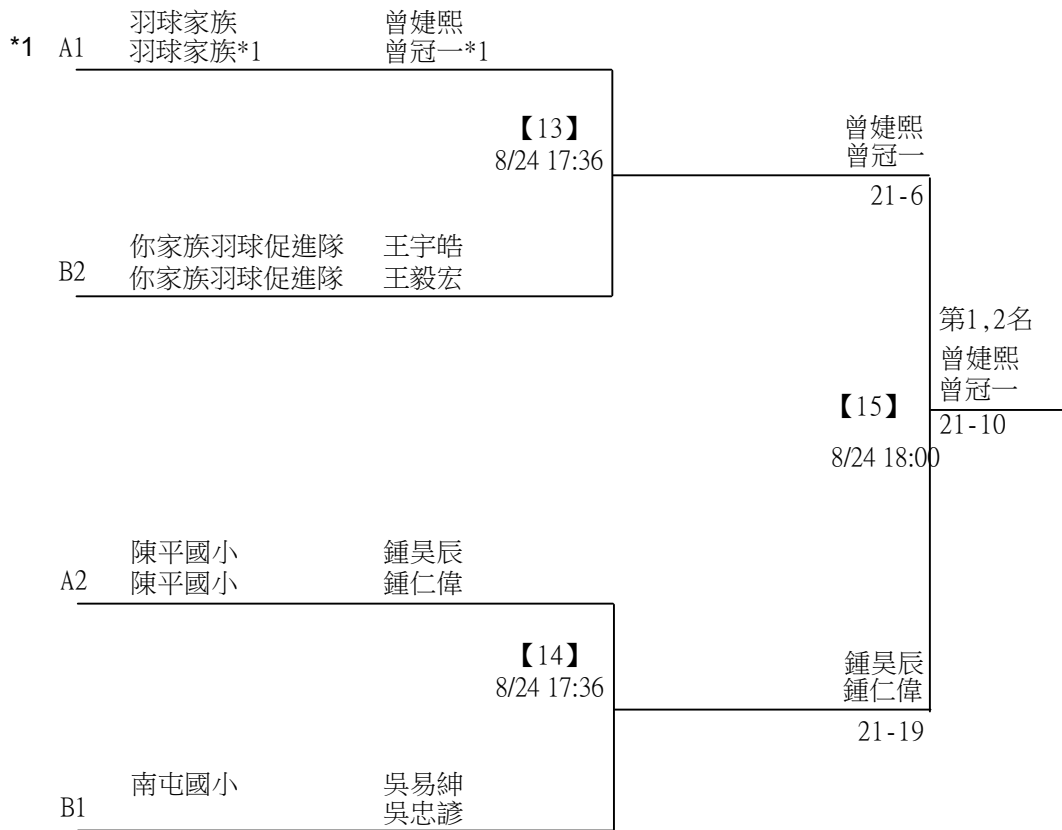 羽球家族 曾婕熙
*1 A1 羽球家族*1 曾冠一*1
【13】
8/24 17:36
曾婕熙
曾冠一
21-6
你家族羽球促進隊 王宇皓
B2 你家族羽球促進隊 王毅宏
第1,2名
曾婕熙
曾冠一
【15】
21-10
8/24 18:00
陳平國小 鍾昊辰
A2 陳平國小 鍾仁偉
【14】
8/24 17:36
鍾昊辰
鍾仁偉
21-19
南屯國小 吳易紳
B1 吳忠諺